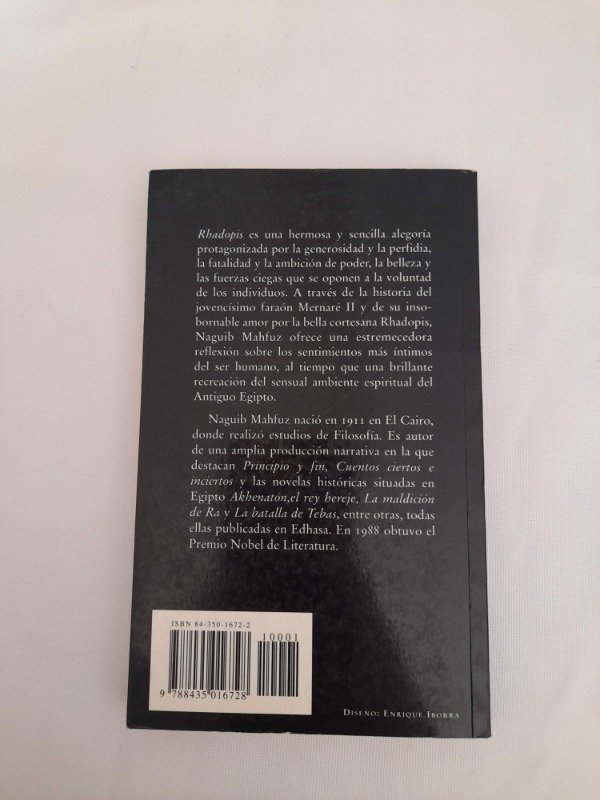 Rhadopis es una hermosa y sencilla alegoría
protagonizada por la generosidad y la perfidia,
la fatalidad y la ambición de poder, la belleza y
las fuerzas ciegas que se oponen a la voluntad
de los individuos. A través de la historia del
jovencísimo faraón Mernaré II y de su inso-
bornable amor por la bella cortesana Rhadopis,
Naguib Mahfuz ofrece una estremecedora
reflexión sobre los sentimientos más íntimos
del ser humano, al tiempo que una brillante
recreación del sensual ambiente espiritual del
Antiguo Egipto.
Naguib Mahfuz nació en 1911 en El Cairo,
donde realizó estudios de Filosofía. Es autor
de una amplia producción narrativa en la que
destacan Principio y fin, Cuentos ciertos e
inciertos y las novelas históricas situadas en
Egipto Akhenatón,el rey hereje, La maldición
de Ra y La batalla de Tebas, entre otras, todas
ellas publicadas en Edhasa. En 1988 obtuvo el
Premio Nobel de Literatura.
ISBN 84-350-1672-2
10001
9 788435 016728
DISEÑO: ENRIQUE IBORRA